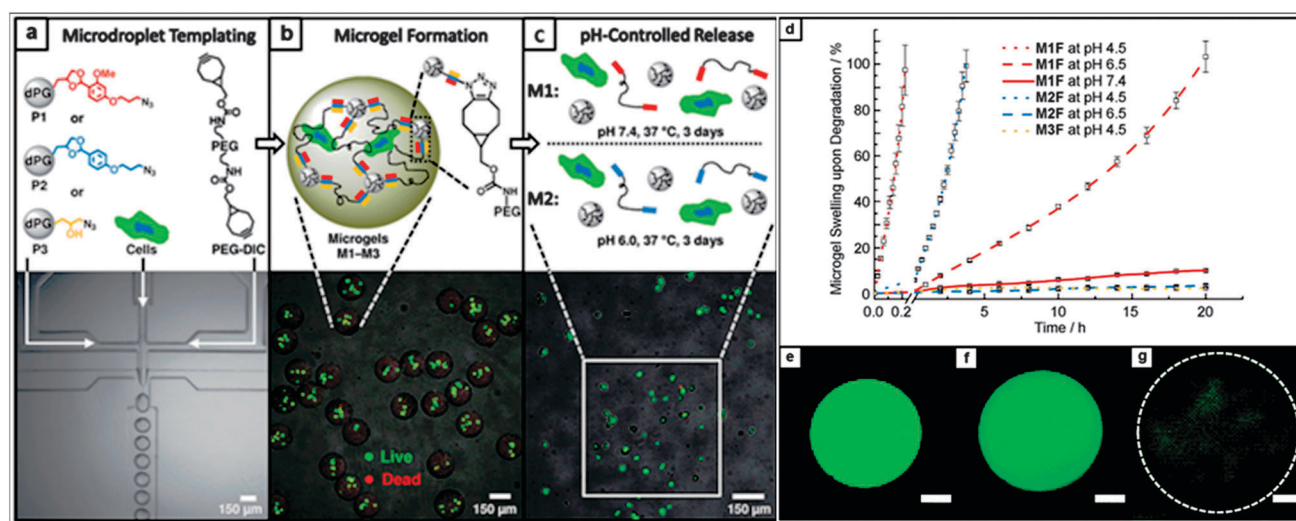 a Microdroplet Templating
OMe
dPG
N₃
P1
or
dPG
N₃
P2
or
dPG
N₃
OH
P3
Cells
O
O
NH
PEG
HN
O
O
PEG-DIC
150 µm
b Microgel Formation
N N
N
O
O
NH
PEG
Microgels
M1–M3
Live
Dead
150 µm
c pH-Controlled Release
M1:
pH 7.4, 37 °C, 3 days
M2:
pH 6.0, 37 °C, 3 days
150 µm
d
Microgel Swelling upon Degradation / %
100
80
60
40
20
0
M1F at pH 4.5
M1F at pH 6.5
M1F at pH 7.4
M2F at pH 4.5
M2F at pH 6.5
M3F at pH 4.5
0.0 0.2 5 10 15 20
Time / h
e
f
g